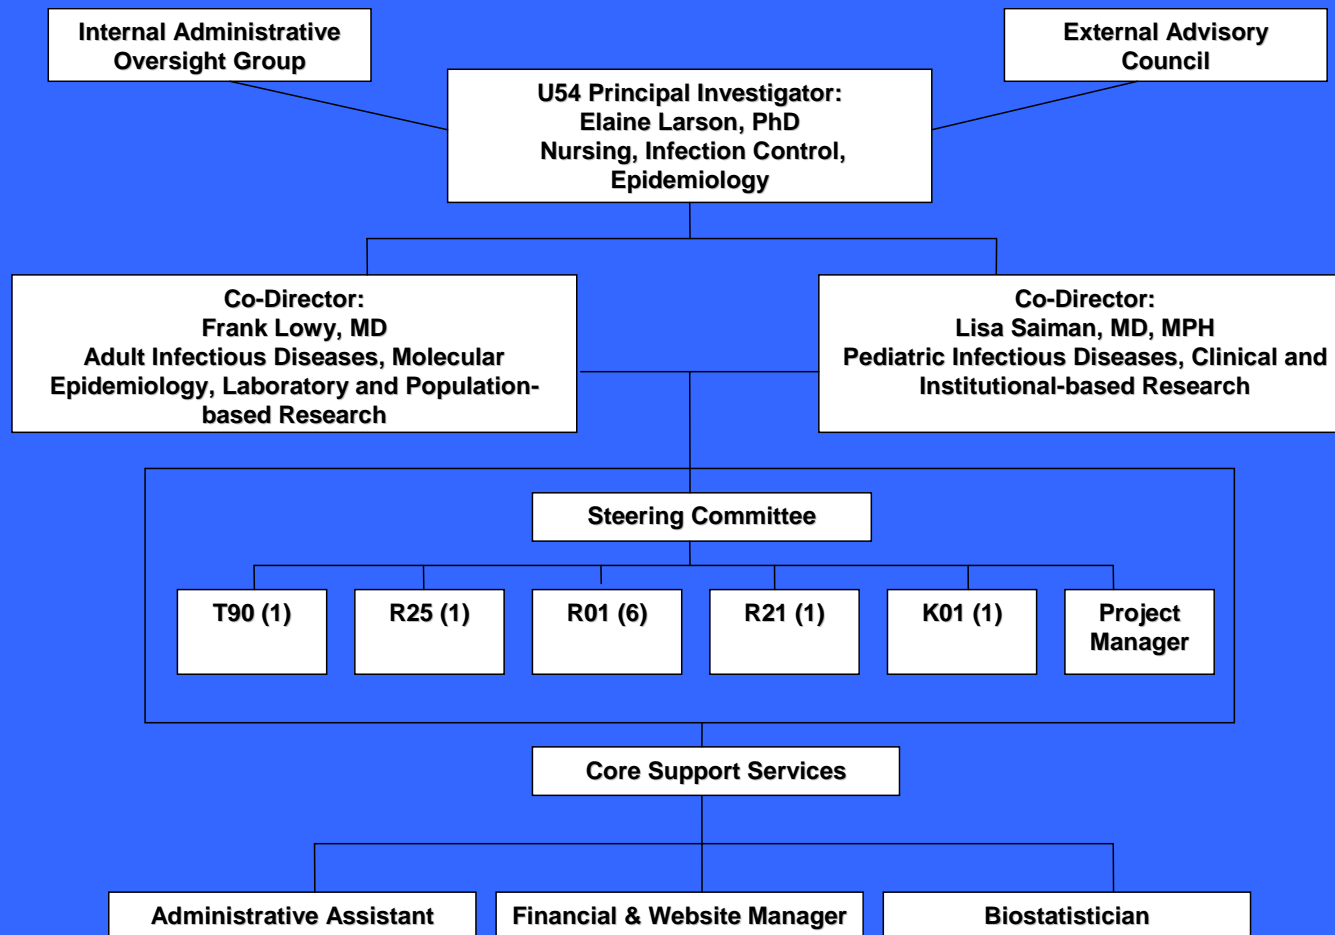 Internal Administrative
Oversight Group
External Advisory
Council
U54 Principal Investigator:
Elaine Larson, PhD
Nursing, Infection Control,
Epidemiology
Co-Director:
Frank Lowy, MD
Adult Infectious Diseases, Molecular
Epidemiology, Laboratory and Population-
based Research
Co-Director:
Lisa Saiman, MD, MPH
Pediatric Infectious Diseases, Clinical and
Institutional-based Research
Steering Committee
T90 (1)
R25 (1)
R01 (6)
R21 (1)
K01 (1)
Project
Manager
Core Support Services
Administrative Assistant
Financial & Website Manager
Biostatistician